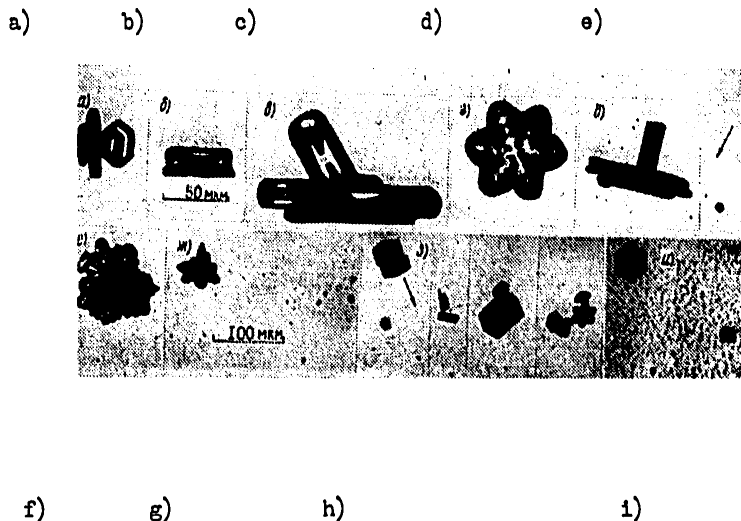 a) b) c) d) e)
а) б) в) г) д)
50 мкм
е) ж) з) и)
100 мкм
f) g) h) i)